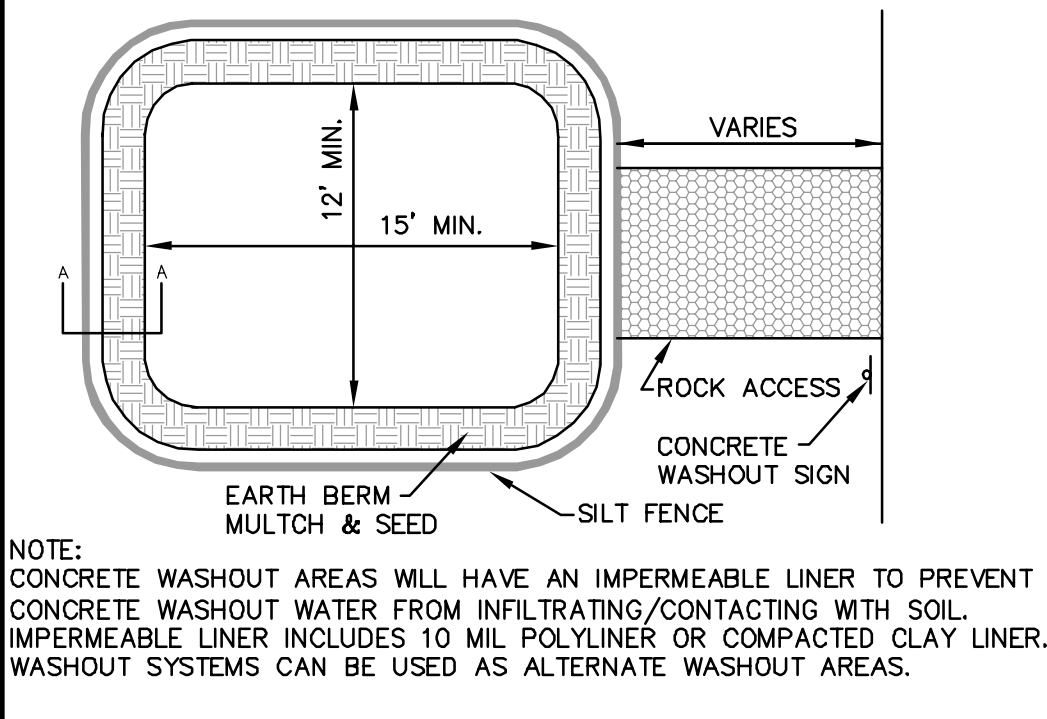 VARIES
12' MIN.
15' MIN.
A A
ROCK ACCESS
CONCRETE
WASHOUT SIGN
EARTH BERM
MULTCH & SEED
SILT FENCE
NOTE:
CONCRETE WASHOUT AREAS WILL HAVE AN IMPERMEABLE LINER TO PREVENT
CONCRETE WASHOUT WATER FROM INFILTRATING/CONTACTING WITH SOIL.
IMPERMEABLE LINER INCLUDES 10 MIL POLYLINER OR COMPACTED CLAY LINER.
WASHOUT SYSTEMS CAN BE USED AS ALTERNATE WASHOUT AREAS.